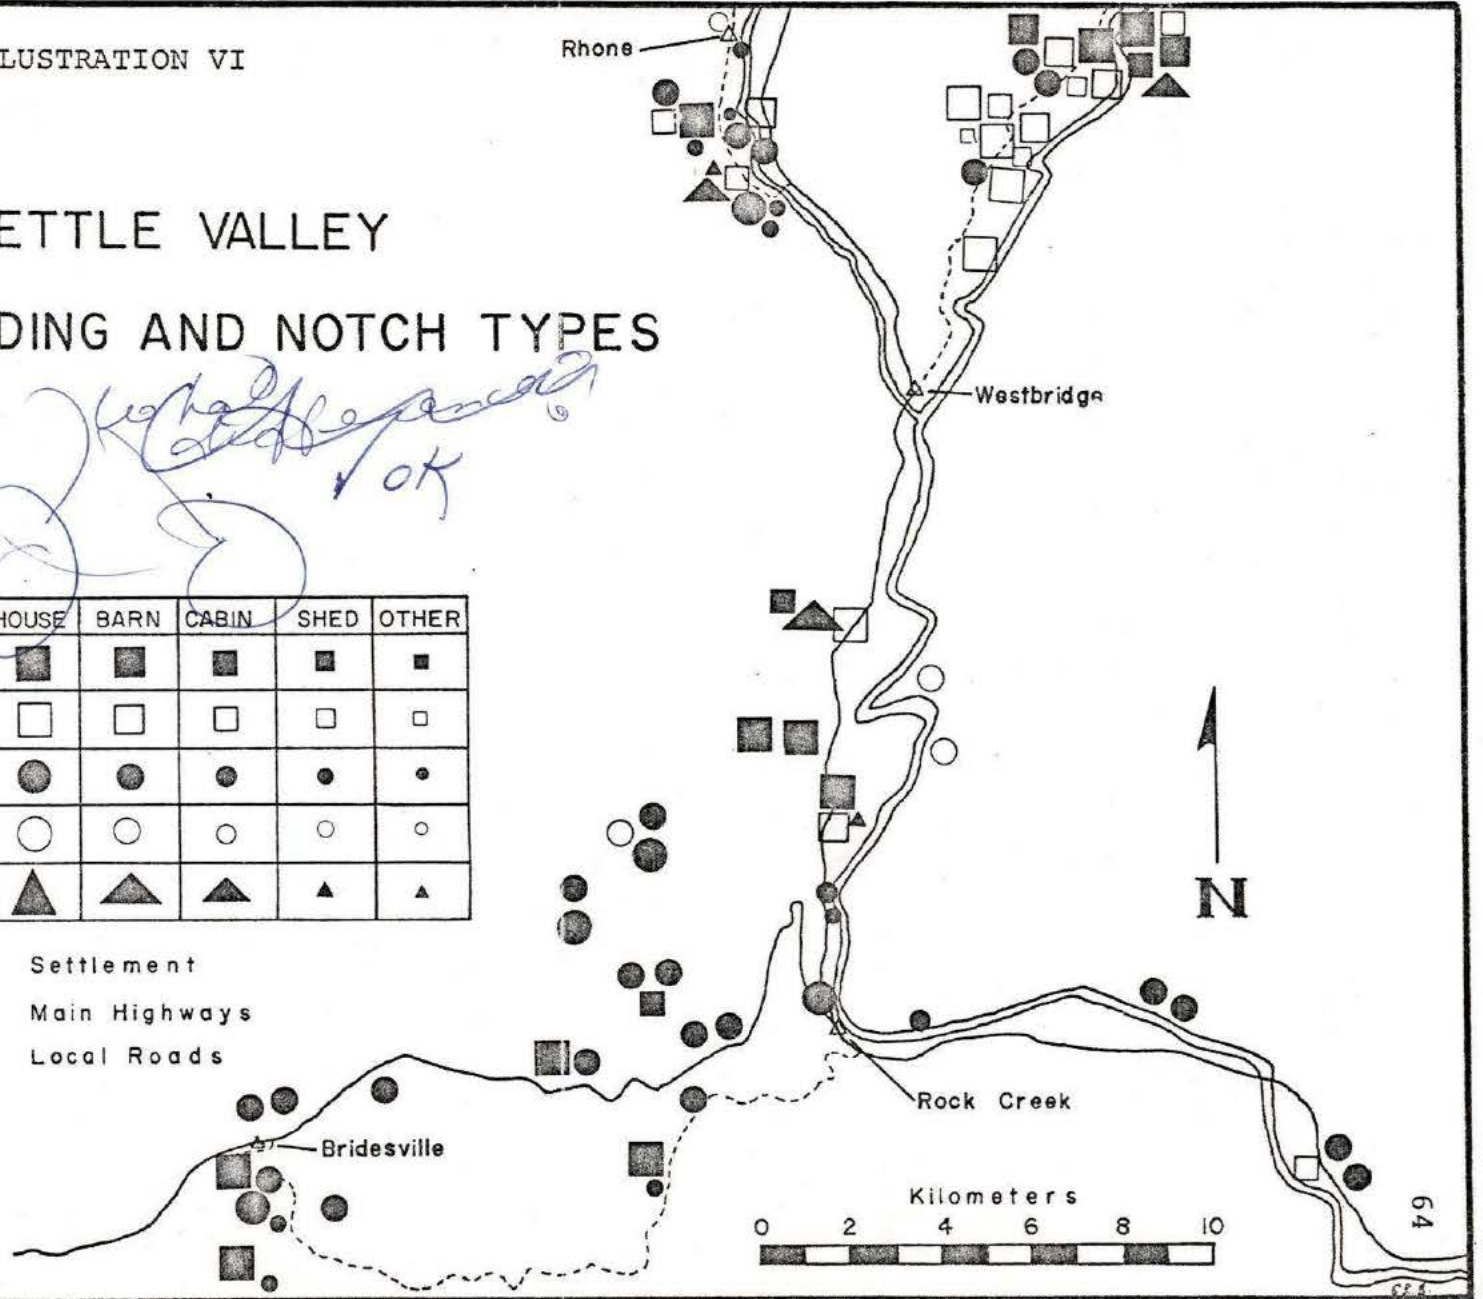 LUSTRATION VI
Rhone
ETTLE VALLEY
DING AND NOTCH TYPES
OK
Westbridge
HOUSE BARN CABIN SHED OTHER
N
Settlement
Main Highways
Local Roads
Rock Creek
Bridesville
Kilometers
0 2 4 6 8 10
64